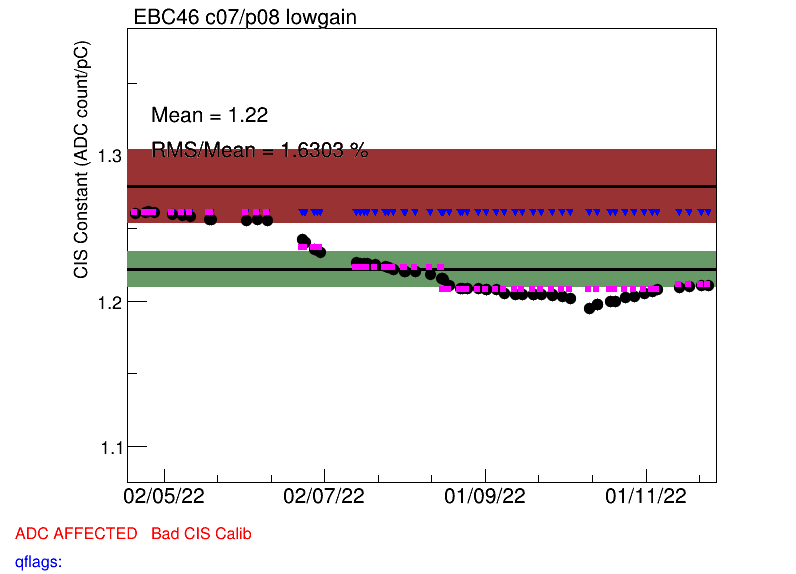 EBC46 c07/p08 lowgain
CIS Constant (ADC count/pC)
Mean = 1.22
RMS/Mean = 1.6303 %
1.3
1.2
1.1
02/05/22 02/07/22 01/09/22 01/11/22
ADC AFFECTED Bad CIS Calib
qflags: